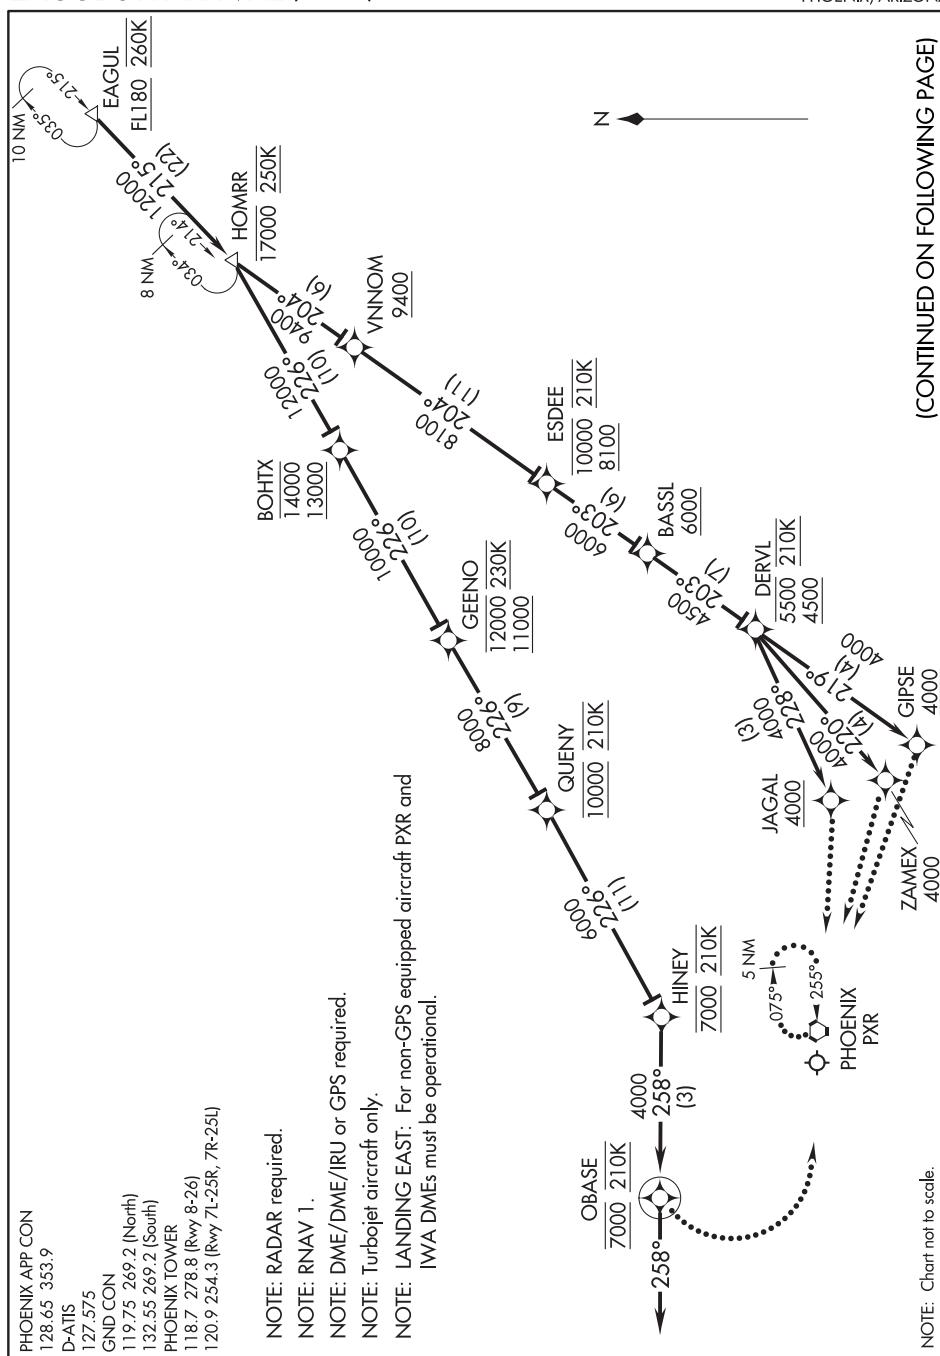 PHOENIX, ARIZONA
PHOENIX APP CON
128.65 353.9
D-ATIS
127.575
GND CON
119.75 269.2 (North)
132.55 269.2 (South)
PHOENIX TOWER
118.7 278.8 (Rwy 8-26)
120.9 254.3 (Rwy 7L-25R, 7R-25L)
NOTE: RADAR required.
NOTE: RNAV 1.
NOTE: DME/DME/IRU or GPS required.
NOTE: Turbojet aircraft only.
NOTE: LANDING EAST: For non-GPS equipped aircraft PXR and
IWA DMEs must be operational.
10 NM
035°
215°
EAGUL
FL180 260K
12000
215°
(22)
8 NM
034°
214°
HOMRR
17000 250K
12000
226°
(10)
9400
204°
(6)
VNNOM
9400
BOHTX
14000
13000
8100
204°
(11)
10000
226°
(10)
ESDEE
10000 210K
8100
GEENO
12000 230K
11000
6000
203°
(6)
BASSL
6000
8000
226°
(9)
4500
203°
(7)
DERVL
5500 210K
4500
QUENY
10000 210K
(3)
4000
228°
4000
220°
(4)
219°
(4)
4000
JAGAL
4000
GIPSE
4000
ZAMEX
4000
6000
226°
(11)
HINEY
7000 210K
4000
258°
(3)
OBASE
7000 210K
258°
5 NM
075°
255°
PHOENIX
PXR
N
(CONTINUED ON FOLLOWING PAGE)
NOTE: Chart not to scale.